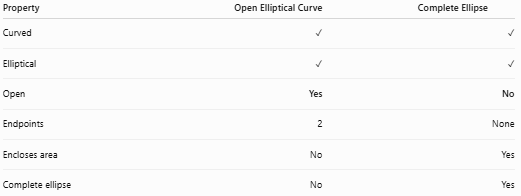 Property Open Elliptical Curve Complete Ellipse
Curved ✓ ✓
Elliptical ✓ ✓
Open Yes No
Endpoints 2 None
Encloses area No Yes
Complete ellipse No Yes